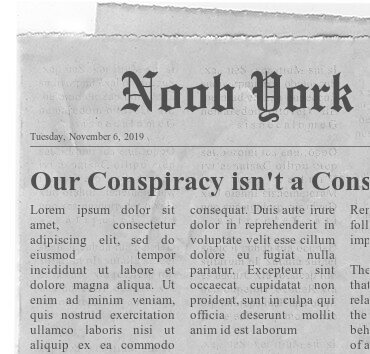 Noob York
Tuesday, November 6, 2019
Our Conspiracy isn't a Cons
Lorem ipsum dolor sit
amet, consectetur
adipiscing elit, sed do
eiusmod tempor
incididunt ut labore et
dolore magna aliqua. Ut
enim ad minim veniam,
quis nostrud exercitation
ullamco laboris nisi ut
aliquip ex ea commodo
consequat. Duis aute irure
dolor in reprehenderit in
voluptate velit esse cillum
dolore eu fugiat nulla
pariatur. Excepteur sint
occaecat cupidatat non
proident, sunt in culpa qui
officia deserunt mollit
anim id est laborum
Rer
foll
imp
The
that
rela
the
beh
of a